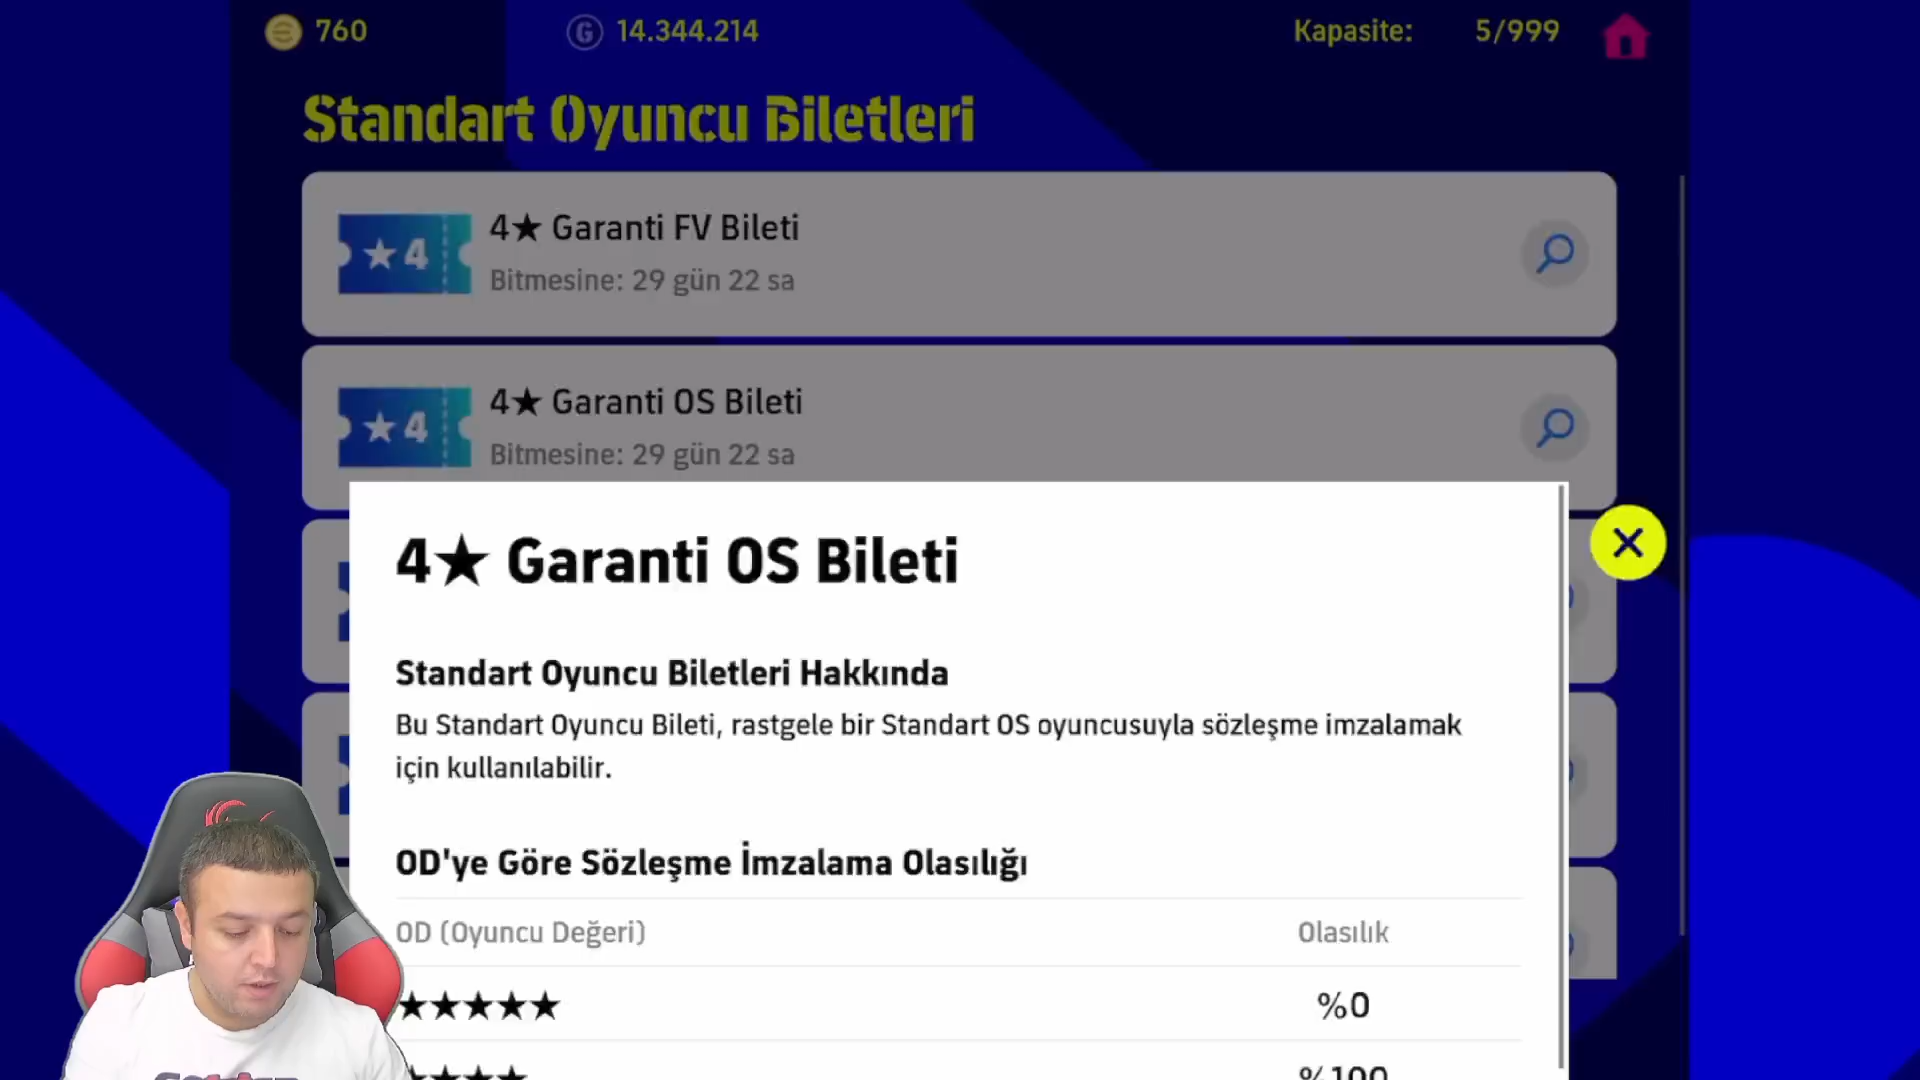 760
14.344.214
Kapasite: 5/999
Standart Oyuncu Biletleri
★4
4★ Garanti FV Bileti
Bitmesine: 29 gün 22 sa
★4
4★ Garanti OS Bileti
Bitmesine: 29 gün 22 sa
4★ Garanti OS Bileti
Standart Oyuncu Biletleri Hakkında
Bu Standart Oyuncu Bileti, rastgele bir Standart OS oyuncusuyla sözleşme imzalamak
için kullanılabilir.
OD'ye Göre Sözleşme İmzalama Olasılığı
OD (Oyuncu Değeri) Olasılık
★★★★★ %0
★★★★ %100